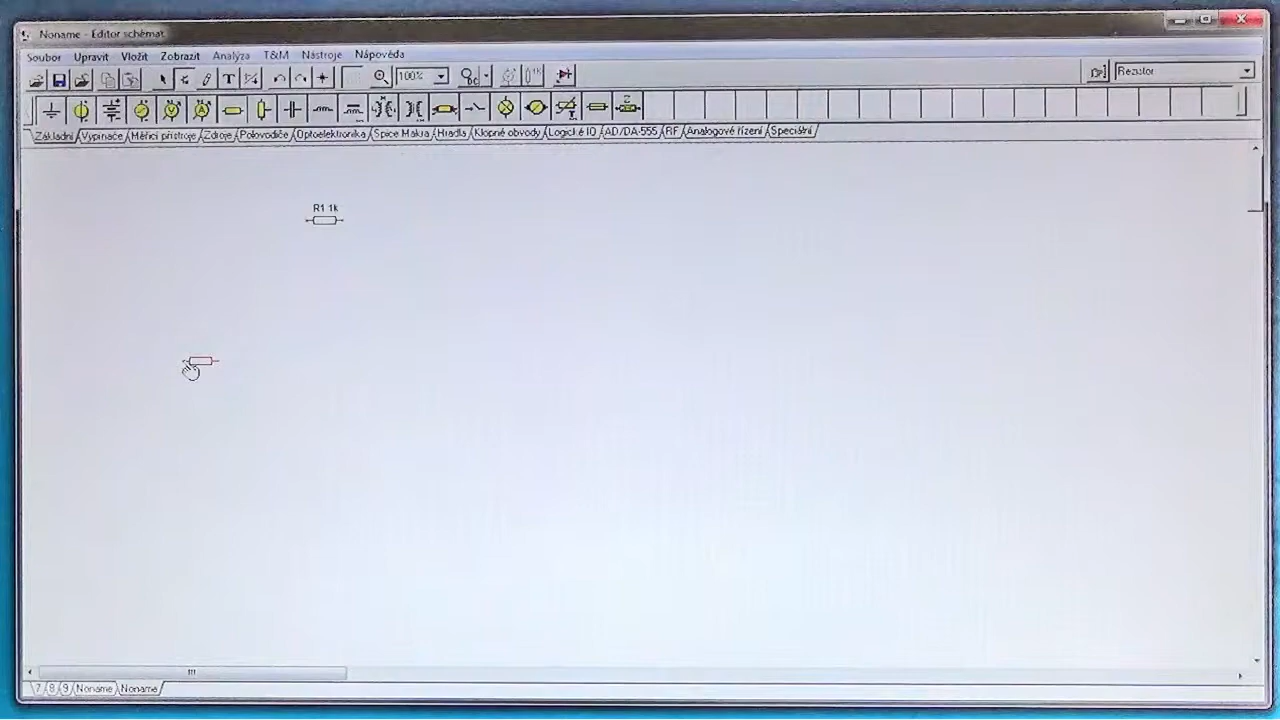 Noname - Editor schémat
Soubor Upravit Vložit Zobrazit Analýza T&M Nástroje Nápověda
T 100% Rezistor
V A
Základní Vypínače Měřicí přístroje Zdroje Polovodiče Optoelektronika Spice Makra Hradla Klopné obvody Logické IO AD/DA-555 RF Analogové řízení Speciální
R1 1k
7 8 9 Noname Noname